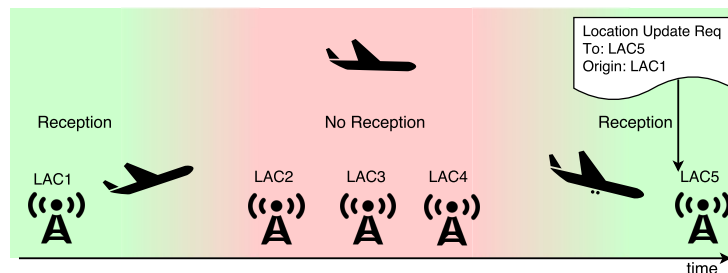 Location Update Req
To: LAC5
Origin: LAC1
Reception
No Reception
Reception
LAC1
LAC2
LAC3
LAC4
LAC5
time